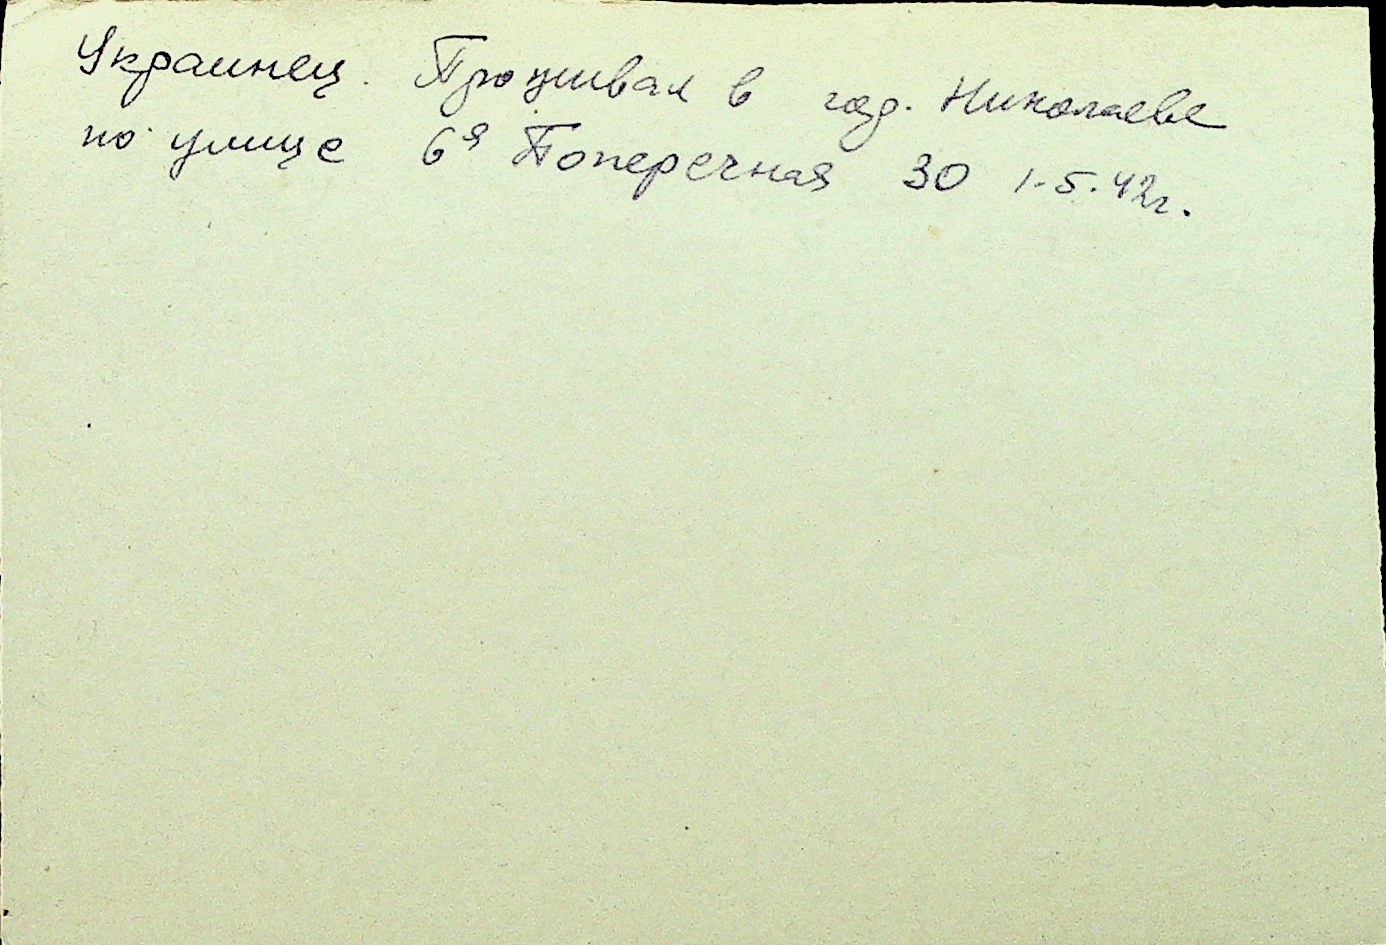 Украинец. Проживал в гор. Николаеве
по улице 6я Поперечная 30 1.5.42г.